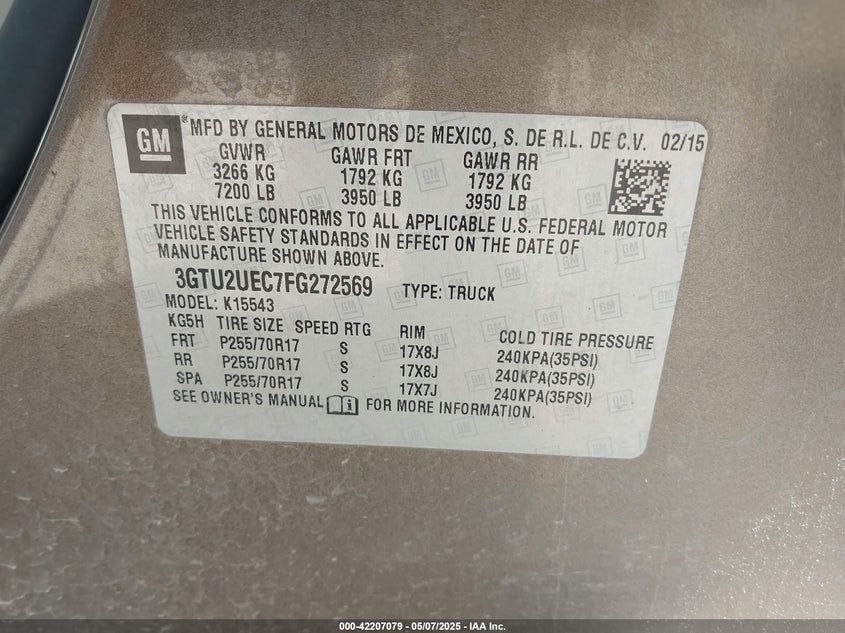 GM ® MFD BY GENERAL MOTORS DE MEXICO, S. DE R.L. DE C.V. 02/15
GVWR GAWR FRT GAWR RR
3266 KG 1792 KG 1792 KG
7200 LB 3950 LB 3950 LB
THIS VEHICLE CONFORMS TO ALL APPLICABLE U.S. FEDERAL MOTOR
VEHICLE SAFETY STANDARDS IN EFFECT ON THE DATE OF
MANUFACTURE SHOWN ABOVE.
3GTU2UEC7FG272569 TYPE: TRUCK
MODEL: K15543
KG5H TIRE SIZE SPEED RTG RIM COLD TIRE PRESSURE
FRT P255/70R17 S 17X8J 240KPA(35PSI)
RR P255/70R17 S 17X8J 240KPA(35PSI)
SPA P255/70R17 S 17X7J 240KPA(35PSI)
SEE OWNER'S MANUAL FOR MORE INFORMATION.
000-42207079 - 05/07/2025 - IAA Inc.